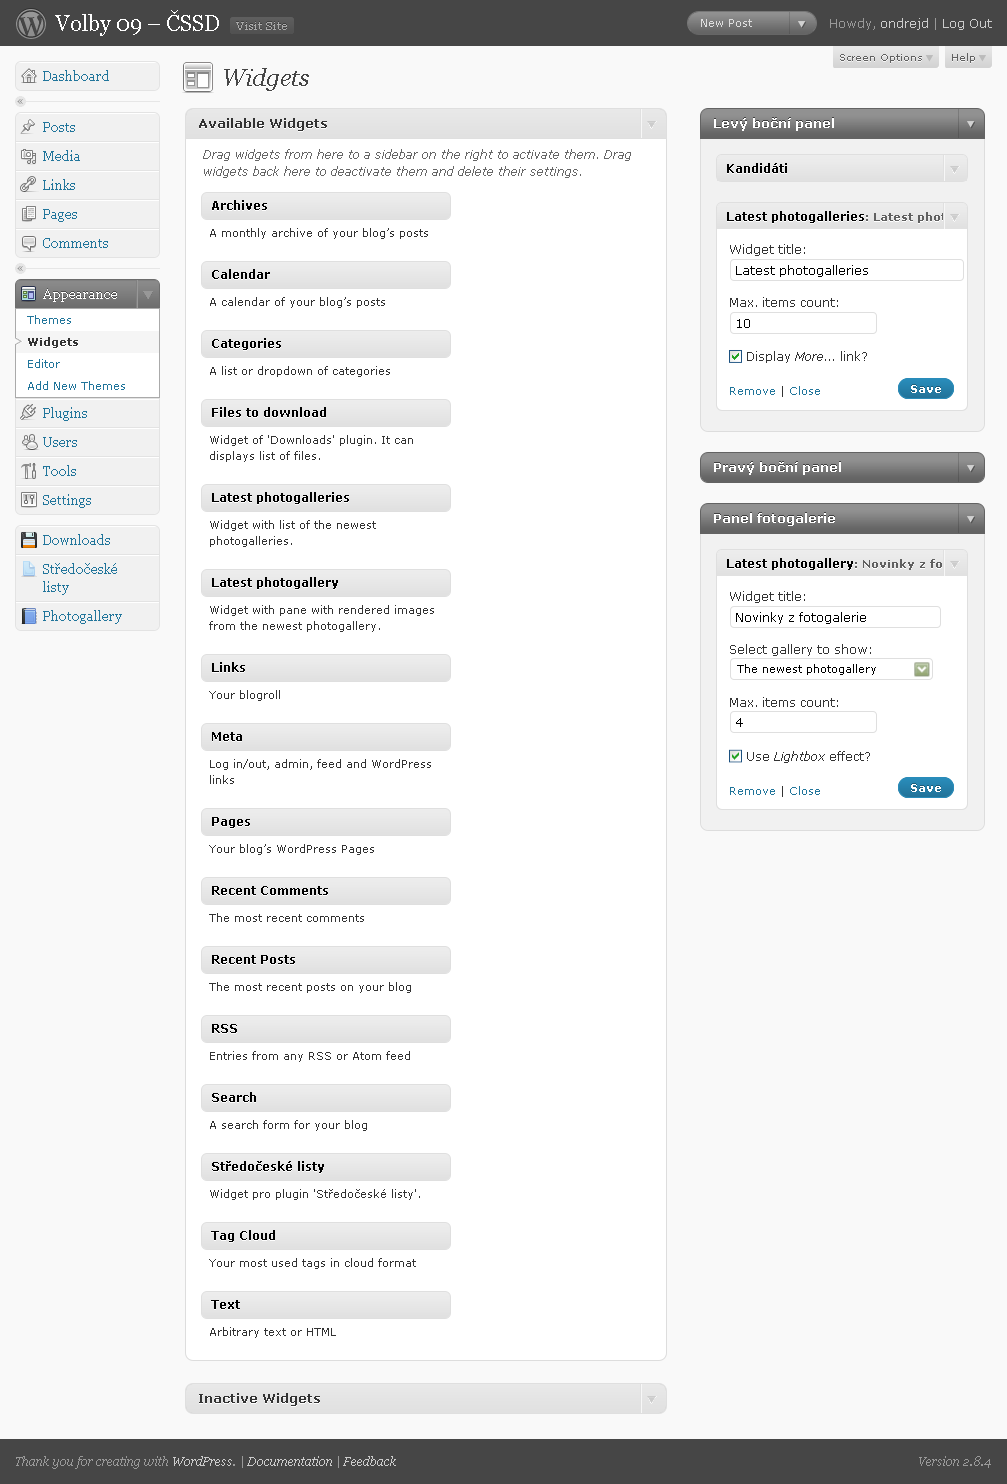 Volby 09 – ČSSD
Visit Site
New Post
Howdy, ondrejd | Log Out
Screen Options
Help
Dashboard
Posts
Media
Links
Pages
Comments
Appearance
Themes
Widgets
Editor
Add New Themes
Plugins
Users
Tools
Settings
Downloads
Středočeské
listy
Photogallery
Widgets
Available Widgets
Drag widgets from here to a sidebar on the right to activate them. Drag
widgets back here to deactivate them and delete their settings.
Archives
A monthly archive of your blog’s posts
Calendar
A calendar of your blog’s posts
Categories
A list or dropdown of categories
Files to download
Widget of 'Downloads' plugin. It can
displays list of files.
Latest photogalleries
Widget with list of the newest
photogalleries.
Latest photogallery
Widget with pane with rendered images
from the newest photogallery.
Links
Your blogroll
Meta
Log in/out, admin, feed and WordPress
links
Pages
Your blog’s WordPress Pages
Recent Comments
The most recent comments
Recent Posts
The most recent posts on your blog
RSS
Entries from any RSS or Atom feed
Search
A search form for your blog
Středočeské listy
Widget pro plugin 'Středočeské listy'.
Tag Cloud
Your most used tags in cloud format
Text
Arbitrary text or HTML
Inactive Widgets
Levý boční panel
Kandidáti
Latest photogalleries: Latest phot
Widget title:
Latest photogalleries
Max. items count:
10
Display More... link?
Remove | Close
Save
Pravý boční panel
Panel fotogalerie
Latest photogallery: Novinky z fo
Widget title:
Novinky z fotogalerie
Select gallery to show:
The newest photogallery
Max. items count:
4
Use Lightbox effect?
Remove | Close
Save
Thank you for creating with WordPress. | Documentation | Feedback
Version 2.8.4